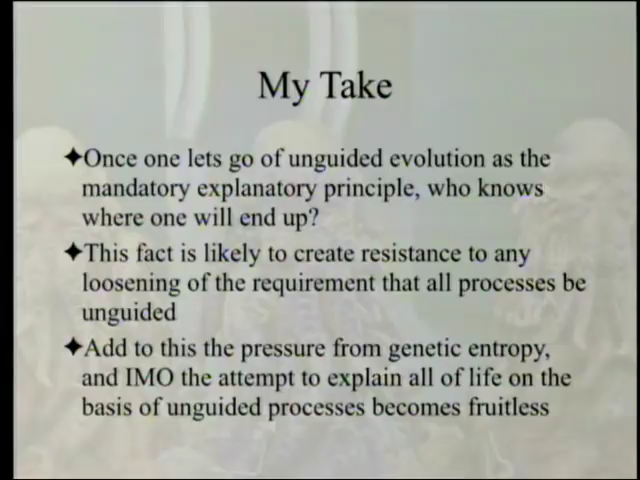 My Take
✦Once one lets go of unguided evolution as the
mandatory explanatory principle, who knows
where one will end up?
✦This fact is likely to create resistance to any
loosening of the requirement that all processes be
unguided
✦Add to this the pressure from genetic entropy,
and IMO the attempt to explain all of life on the
basis of unguided processes becomes fruitless